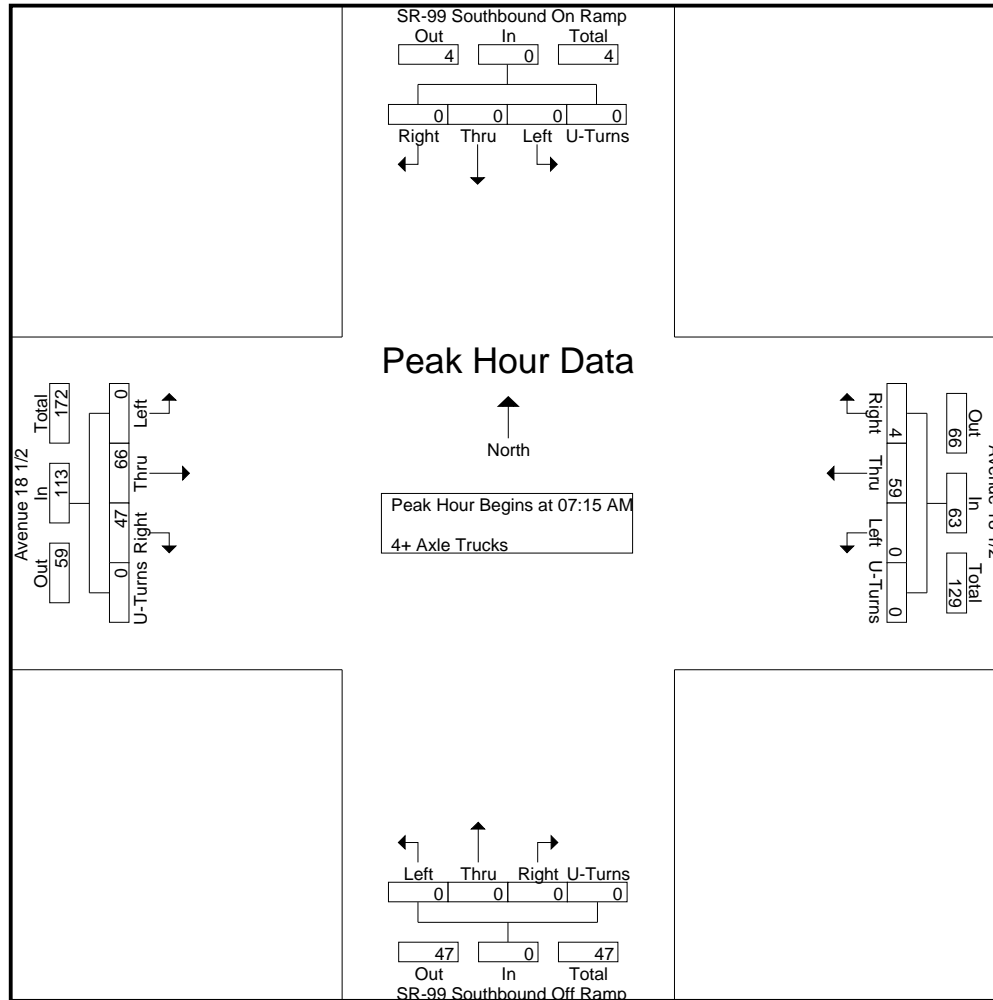 SR-99 Southbound On Ramp
Out In Total
4 0 4
0 0 0 0
Right Thru Left U-Turns
Peak Hour Data
North
Peak Hour Begins at 07:15 AM
4+ Axle Trucks
Avenue 18 1/2
Total In Out
172 113 59
0 66 47 0
Left Thru Right U-Turns
Right Thru Left U-Turns
4 59 0 0
66 63 129
Out In Total
Avenue 18 1/2
Left Thru Right U-Turns
0 0 0 0
47 0 47
Out In Total
SR-99 Southbound Off Ramp